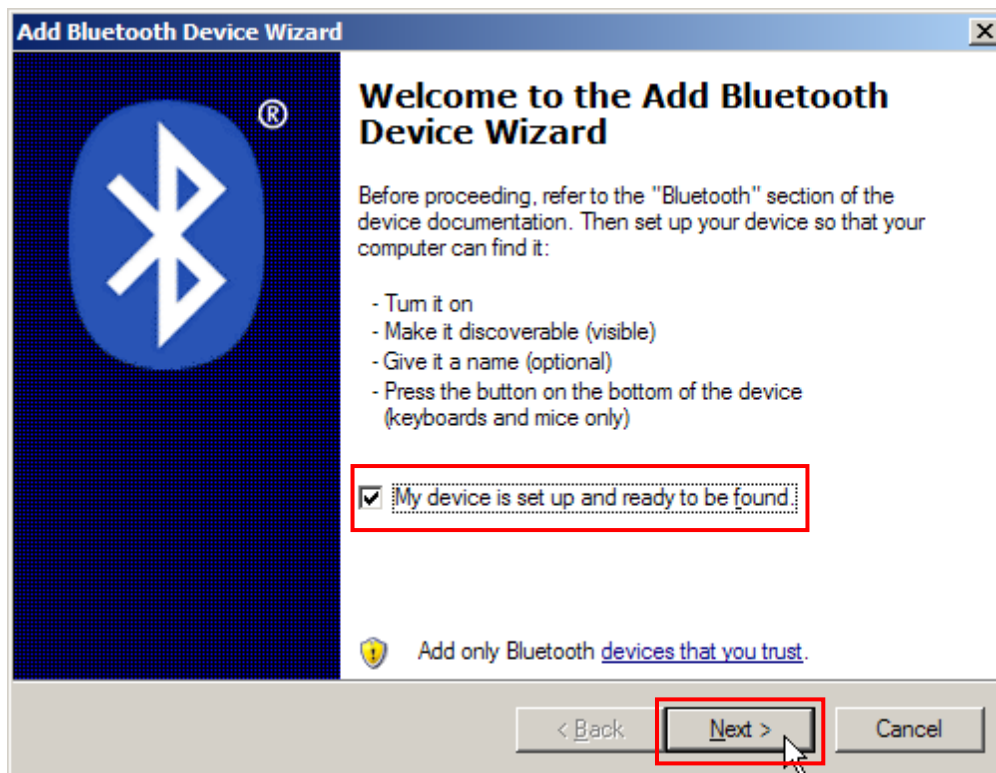 Add Bluetooth Device Wizard
®
Welcome to the Add Bluetooth
Device Wizard
Before proceeding, refer to the "Bluetooth" section of the
device documentation. Then set up your device so that your
computer can find it:
- Turn it on
- Make it discoverable (visible)
- Give it a name (optional)
- Press the button on the bottom of the device
(keyboards and mice only)
My device is set up and ready to be found.
Add only Bluetooth devices that you trust.
< Back Next > Cancel